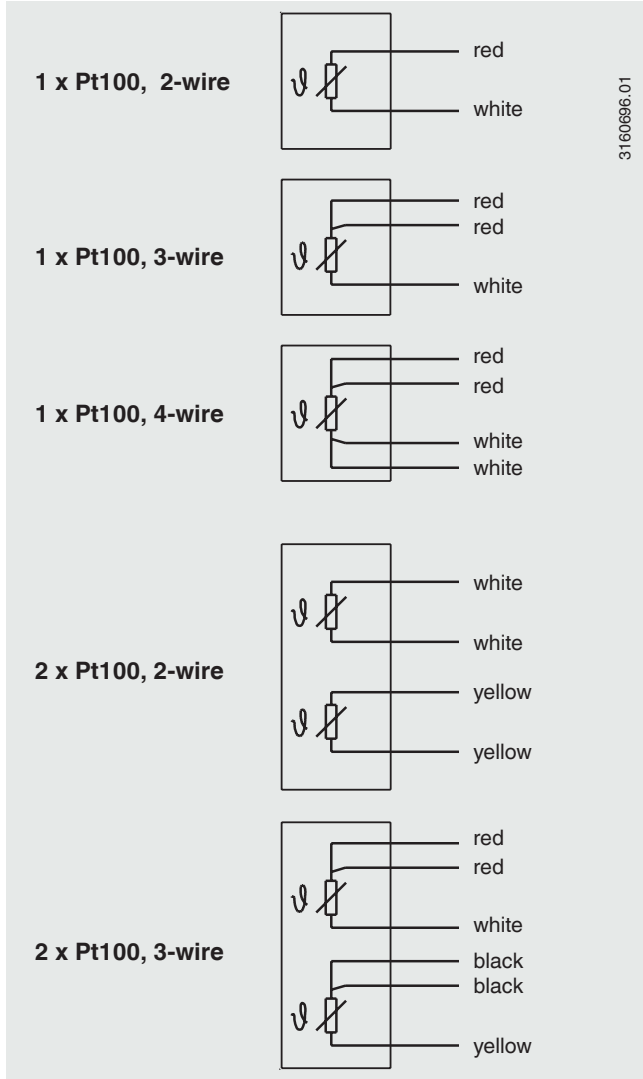 1 x Pt100, 2-wire
red
white
3160696.01
1 x Pt100, 3-wire
red
red
white
1 x Pt100, 4-wire
red
red
white
white
2 x Pt100, 2-wire
white
white
yellow
yellow
2 x Pt100, 3-wire
red
red
white
black
black
yellow